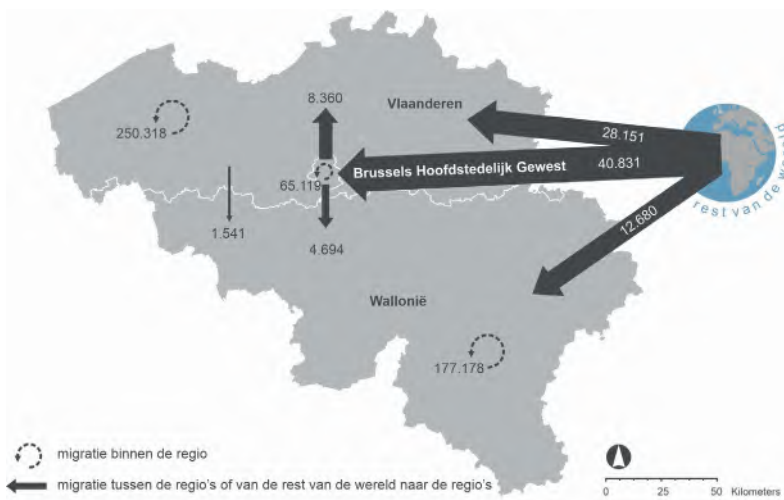 8.360
Vlaanderen
250.318
28.151
Brussels Hoofdstedelijk Gewest
40.831
65.119
rest van de wereld
12.680
1.541
4.694
Wallonië
177.178
migratie binnen de regio
migratie tussen de regio's of van de rest van de wereld naar de regio's
0 25 50 Kilometers